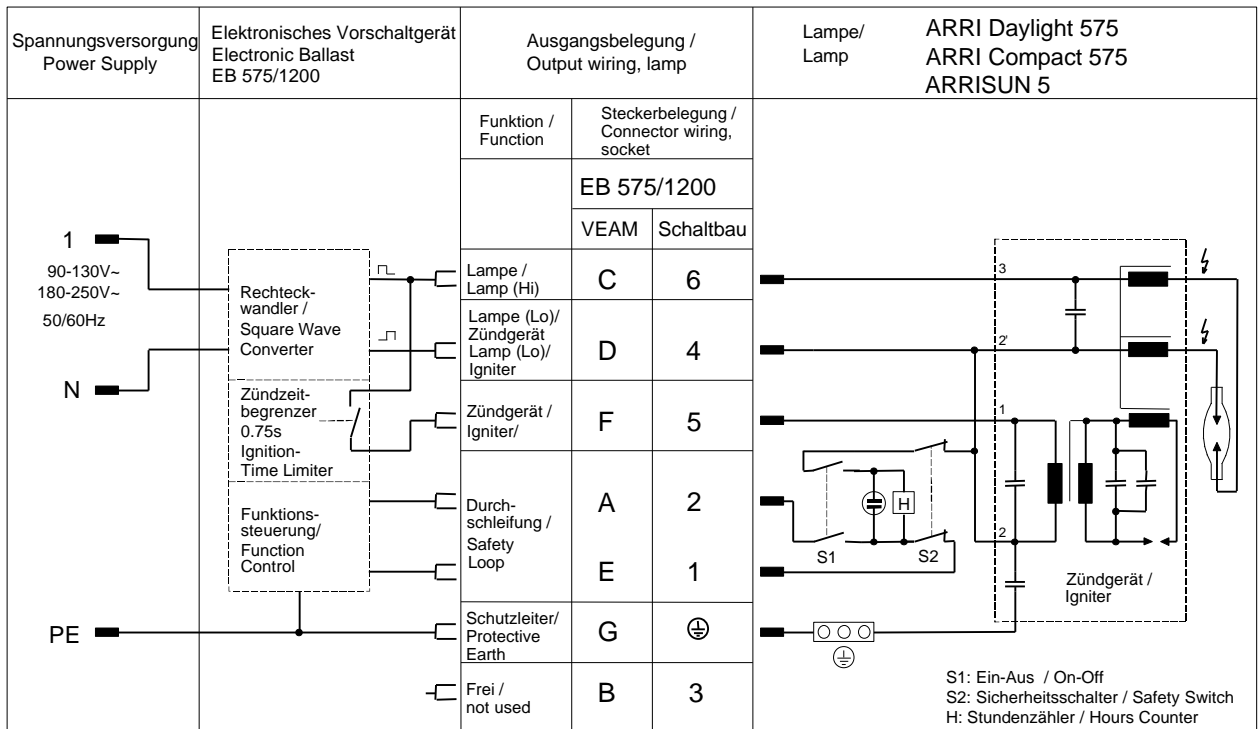 Spannungsversorgung
Power Supply
Elektronisches Vorschaltgerät
Electronic Ballast
EB 575/1200
Ausgangsbelegung /
Output wiring, lamp
Lampe/
Lamp
ARRI Daylight 575
ARRI Compact 575
ARRISUN 5
Funktion /
Function
Steckerbelegung /
Connector wiring,
socket
EB 575/1200
VEAM
Schaltbau
1
90-130V~
180-250V~
50/60Hz
N
PE
Rechteck-
wandler /
Square Wave
Converter
Zündzeit-
begrenzer
0.75s
Ignition-
Time Limiter
Funktions-
steuerung/
Function
Control
Lampe /
Lamp (Hi)
C
6
Lampe (Lo)/
Zündgerät
Lamp (Lo)/
Igniter
D
4
Zündgerät /
Igniter/
F
5
Durch-
schleifung /
Safety
Loop
A
2
E
1
Schutzleiter/
Protective
Earth
G
Frei /
not used
B
3
3
2'
1
2
H
S1
S2
Zündgerät /
Igniter
S1: Ein-Aus / On-Off
S2: Sicherheitsschalter / Safety Switch
H: Stundenzähler / Hours Counter